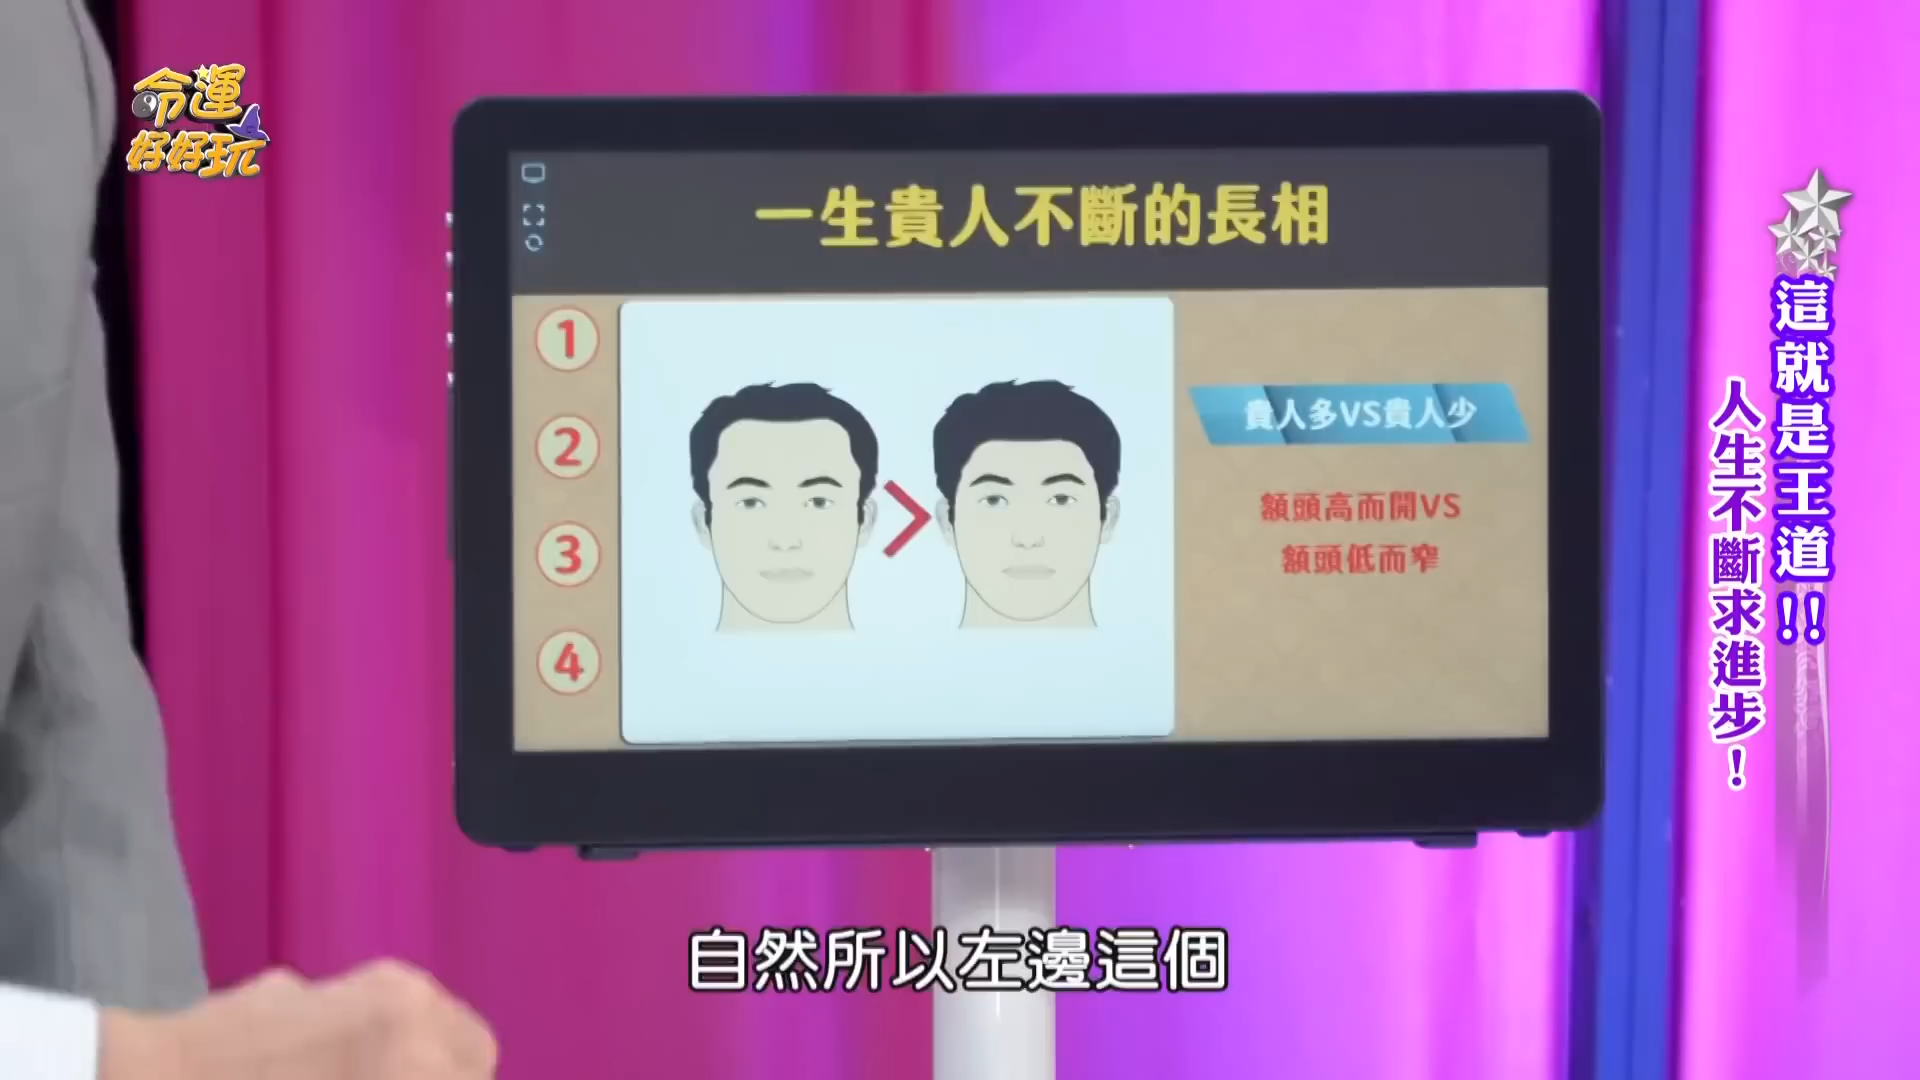 命運
好好玩
一生貴人不斷的長相
1
2
3
4
貴人多VS貴人少
額頭高而開VS
額頭低而窄
這就是王道!!
人生不斷求進步!
自然所以左邊這個